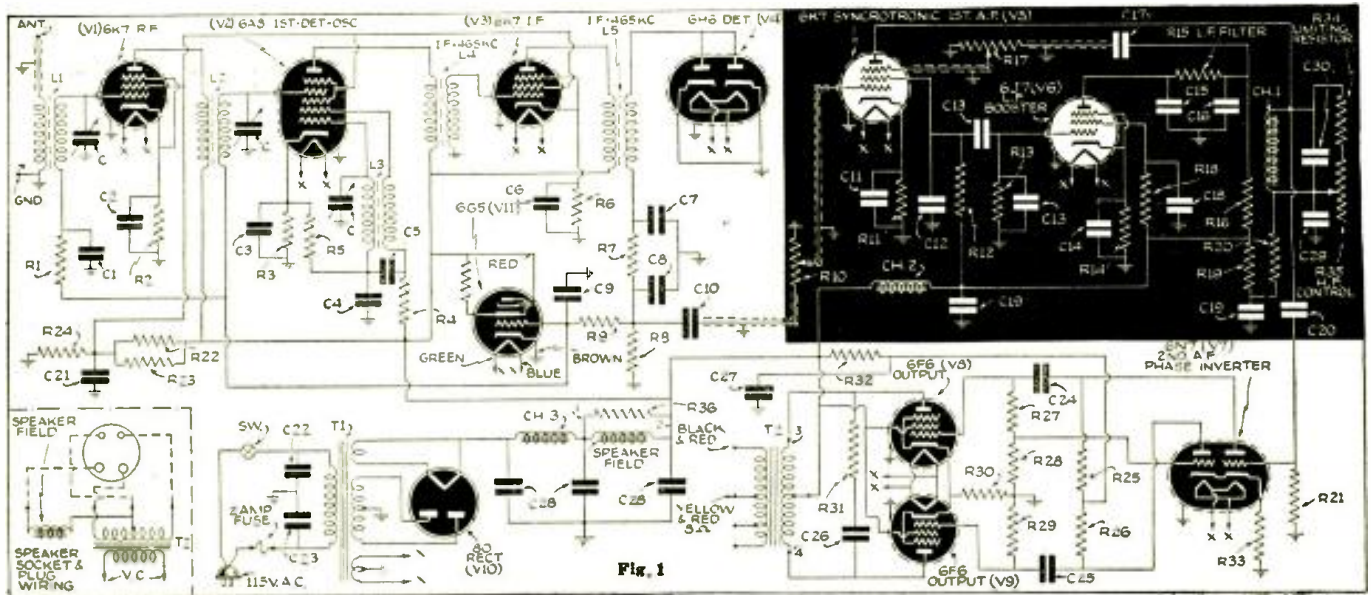 ANT.
(V1) 6K7 R.F
(V2) 6A8 1ST-DET-OSC
(V3) 6K7 I.F
I.F-465KC
L5
6H6 DET (V4)
6K7 SYNCROTRONIC 1ST A.F. (V5)
C17
R34
LIMITING
RESISTOR
R15 I.F. FILTER
R17
I.F-465KC
L4
L1
L2
C
C
C13
(V6)
BOOSTER
C15
C16
CH.1
C30
GND
L3
C
C5
6G5 (V11)
C6
R6
C7
R7
C8
R13
R18
C2
R2
C1
R1
C3
R3
R5
C4
R4
RED
C9
C10
R10
C11
R11
C12
R12
C13
C14
R14
C18
R16
R20
R19
C29
R35
H.F.
CONTROL
CH.2
C19
C19
C20
R24
R22
R23
C21
GREEN
BLUE
BROWN
R9
R8
R32
C27
6F6 (V8)
OUTPUT
C24
R27
6N7 (V7)
2ND A.F.
PHASE INVERTER
SPEAKER
FIELD
SW.
C22
T1
CH.3
R36
BLACK
& RED
SPEAKER
FIELD
3
R28
R25
R30
R21
2 AMP
FUSE
C23
C28
C28
C28
YELLOW
& RED
8Ω
R31
C26
R29
R26
4
SPEAKER
SOCKET &
PLUG
WIRING
V.C.
115V. A.C.
80
RECT
(V10)
Fig. 1
6F6
OUTPUT (V9)
C25
R33